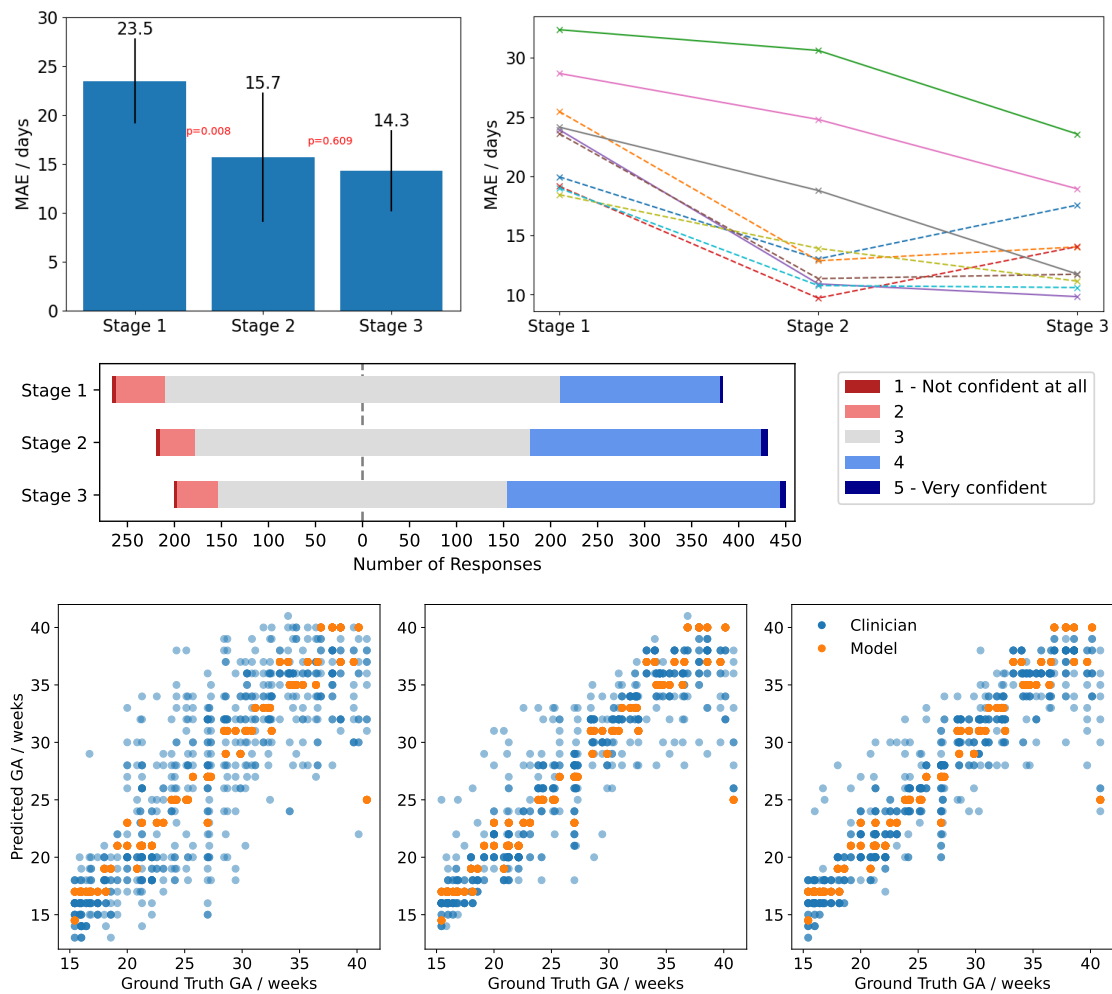 30
25
20
15
10
5
0
MAE / days
23.5
15.7
14.3
p=0.008
p=0.609
Stage 1
Stage 2
Stage 3
30
25
20
15
10
MAE / days
Stage 1
Stage 2
Stage 3
Stage 1
Stage 2
Stage 3
250 200 150 100 50 0 50 100 150 200 250 300 350 400 450
Number of Responses
1 - Not confident at all
2
3
4
5 - Very confident
40
35
30
25
20
15
Predicted GA / weeks
15 20 25 30 35 40
Ground Truth GA / weeks
40
35
30
25
20
15
15 20 25 30 35 40
Ground Truth GA / weeks
40
35
30
25
20
15
Clinician
Model
15 20 25 30 35 40
Ground Truth GA / weeks